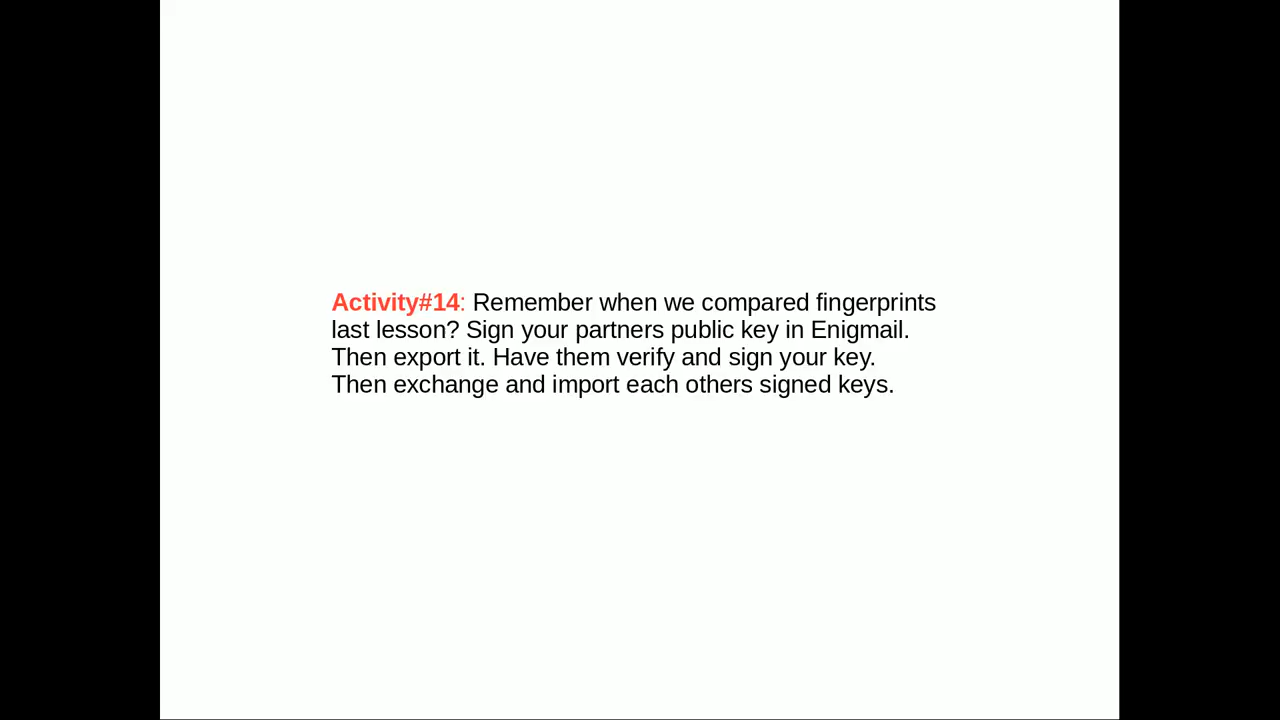 Activity#14: Remember when we compared fingerprints
last lesson? Sign your partners public key in Enigmail.
Then export it. Have them verify and sign your key.
Then exchange and import each others signed keys.